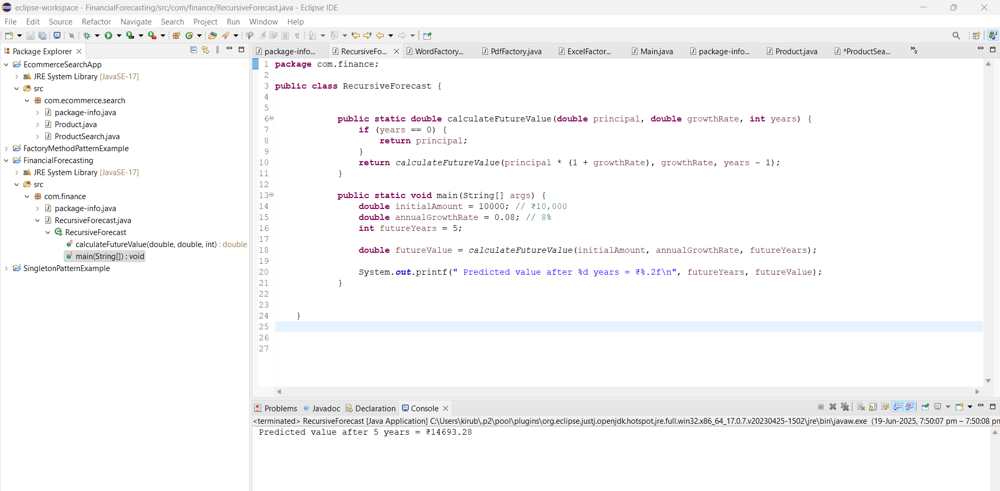 eclipse-workspace - FinancialForecasting/src/com/finance/RecursiveForecast.java - Eclipse IDE
File Edit Source Refactor Navigate Search Project Run Window Help
Package Explorer
EcommerceSearchApp
JRE System Library [JavaSE-17]
src
com.ecommerce.search
package-info.java
Product.java
ProductSearch.java
FactoryMethodPatternExample
FinancialForecasting
JRE System Library [JavaSE-17]
src
com.finance
package-info.java
RecursiveForecast.java
RecursiveForecast
calculateFutureValue(double, double, int) : double
main(String[]) : void
SingletonPatternExample
package-info... RecursiveFo... WordFactory... PdfFactory.java ExcelFactor... Main.java package-info... Product.java *ProductSea... »9
1 package com.finance;
2
3 public class RecursiveForecast {
4
5
6 public static double calculateFutureValue(double principal, double growthRate, int years) {
7 if (years == 0) {
8 return principal;
9 }
10 return calculateFutureValue(principal * (1 + growthRate), growthRate, years - 1);
11 }
12
13 public static void main(String[] args) {
14 double initialAmount = 10000; // ₹10,000
15 double annualGrowthRate = 0.08; // 8%
16 int futureYears = 5;
17
18 double futureValue = calculateFutureValue(initialAmount, annualGrowthRate, futureYears);
19
20 System.out.printf(" Predicted value after %d years = ₹%.2f\n", futureYears, futureValue);
21 }
22
23
24 }
25
26
27
Problems @ Javadoc Declaration Console
<terminated> RecursiveForecast [Java Application] C:\Users\kirub\.p2\pool\plugins\org.eclipse.justj.openjdk.hotspot.jre.full.win32.x86_64_17.0.7.v20230425-1502\jre\bin\javaw.exe (19-Jun-2025, 7:50:07 pm – 7:50:08 pm
Predicted value after 5 years = ₹14693.28